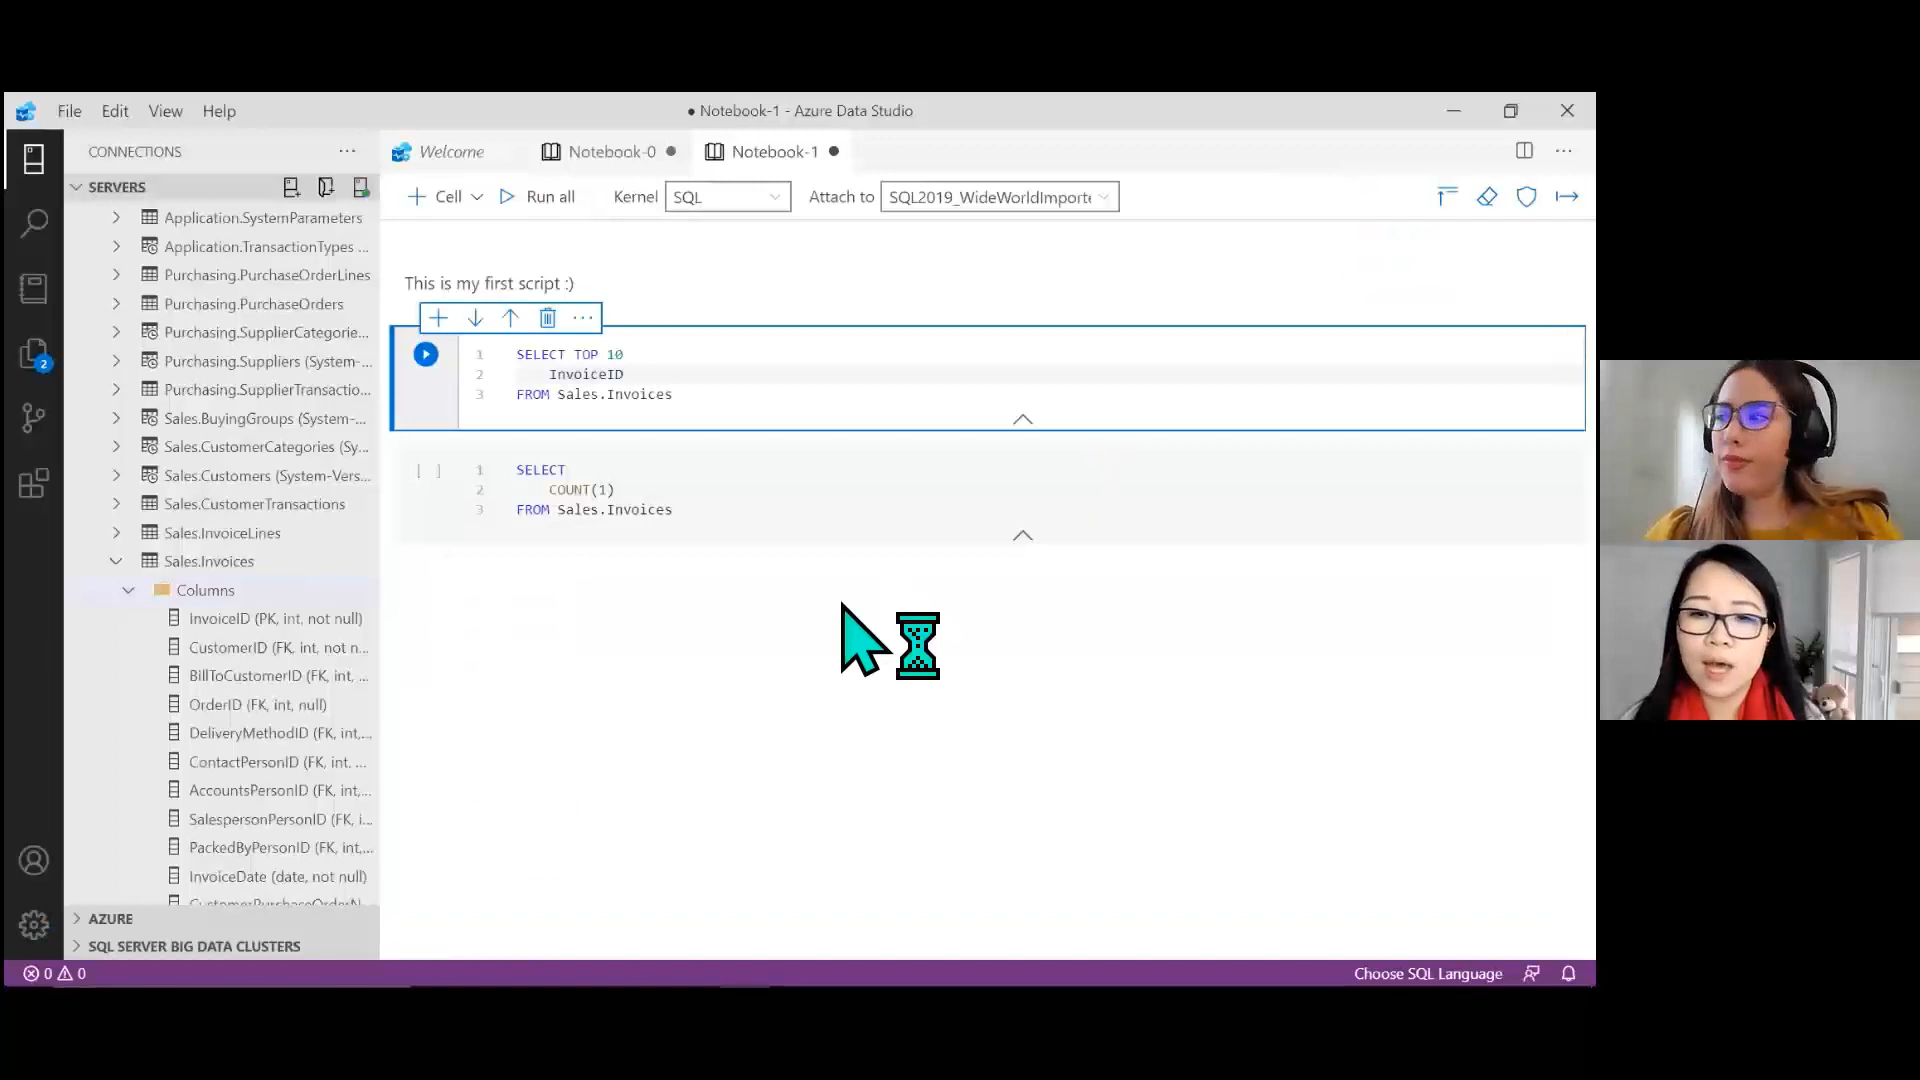 File Edit View Help
● Notebook-1 - Azure Data Studio
CONNECTIONS ...
Welcome
Notebook-0 ●
Notebook-1 ●
SERVERS
Cell
Run all
Kernel SQL
Attach to SQL2019_WideWorldImporte
Application.SystemParameters
Application.TransactionTypes ...
Purchasing.PurchaseOrderLines
Purchasing.PurchaseOrders
Purchasing.SupplierCategorie...
Purchasing.Suppliers (System-...
Purchasing.SupplierTransactio...
Sales.BuyingGroups (System-...
Sales.CustomerCategories (Sy...
Sales.Customers (System-Vers...
Sales.CustomerTransactions
Sales.InvoiceLines
Sales.Invoices
Columns
InvoiceID (PK, int, not null)
CustomerID (FK, int, not n...
BillToCustomerID (FK, int, ...
OrderID (FK, int, null)
DeliveryMethodID (FK, int,...
ContactPersonID (FK, int. ...
AccountsPersonID (FK, int,...
SalespersonPersonID (FK, i...
PackedByPersonID (FK, int,...
InvoiceDate (date, not null)
CustomerPurchaseOrderN
AZURE
SQL SERVER BIG DATA CLUSTERS
2
This is my first script :)
1 SELECT TOP 10
2 InvoiceID
3 FROM Sales.Invoices
[ ] 1 SELECT
2 COUNT(1)
3 FROM Sales.Invoices
0 0
Choose SQL Language